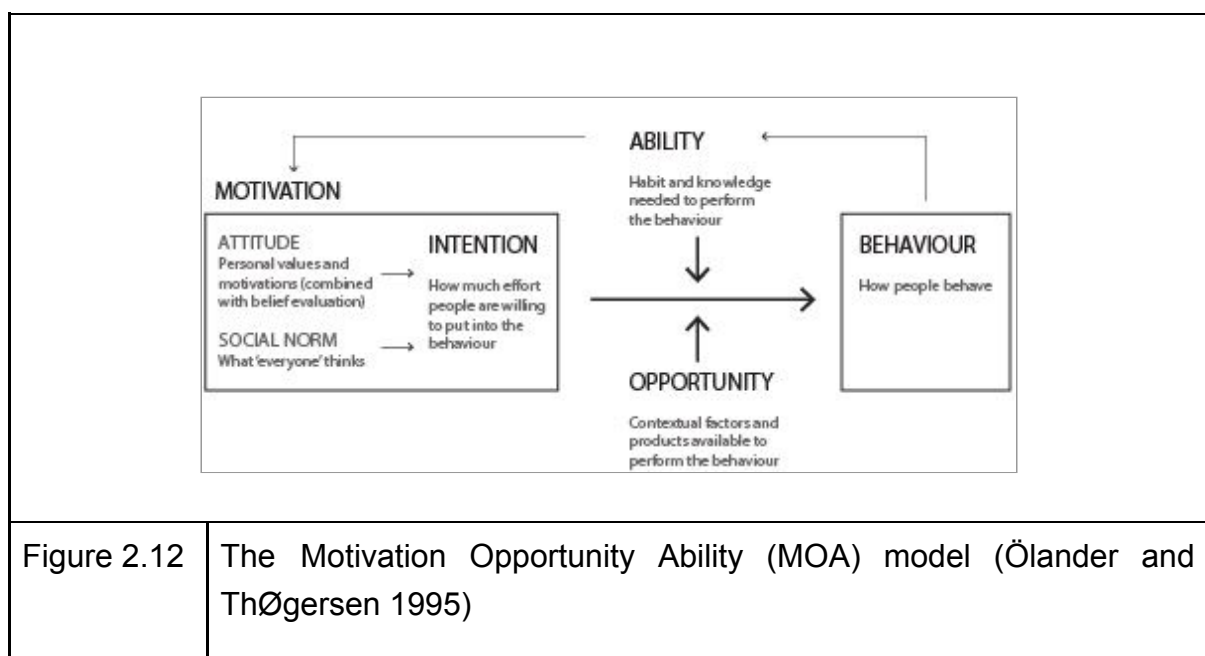 ABILITY
Habit and knowledge
needed to perform
the behaviour
MOTIVATION
ATTITUDE
Personal values and
motivations (combined
with belief evaluation)
SOCIAL NORM
What 'everyone' thinks
INTENTION
How much effort
people are willing
to put into the
behaviour
BEHAVIOUR
How people behave
OPPORTUNITY
Contextual factors and
products available to
perform the behaviour
Figure 2.12
The Motivation Opportunity Ability (MOA) model (Ölander and
ThØgersen 1995)